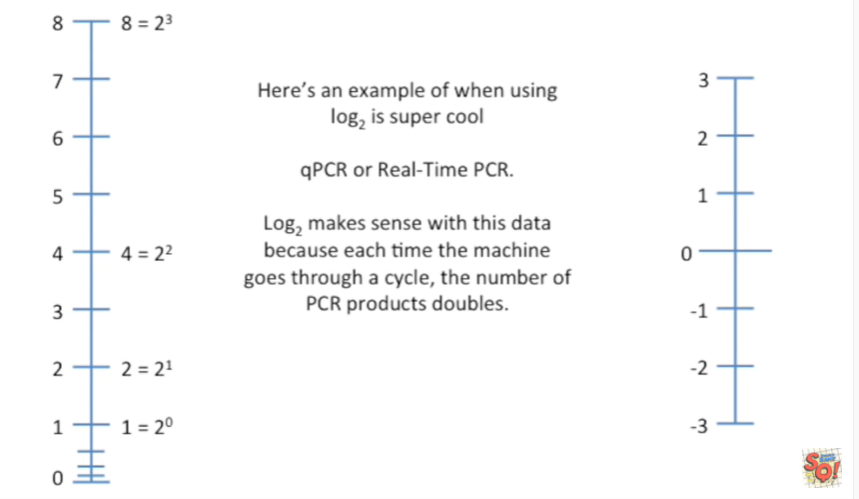 8
8 = 2³
7
6
5
4
4 = 2²
3
2
2 = 2¹
1
1 = 2⁰
0
Here's an example of when using
log₂ is super cool
qPCR or Real-Time PCR.
Log₂ makes sense with this data
because each time the machine
goes through a cycle, the number of
PCR products doubles.
3
2
1
0
-1
-2
-3
SQ!